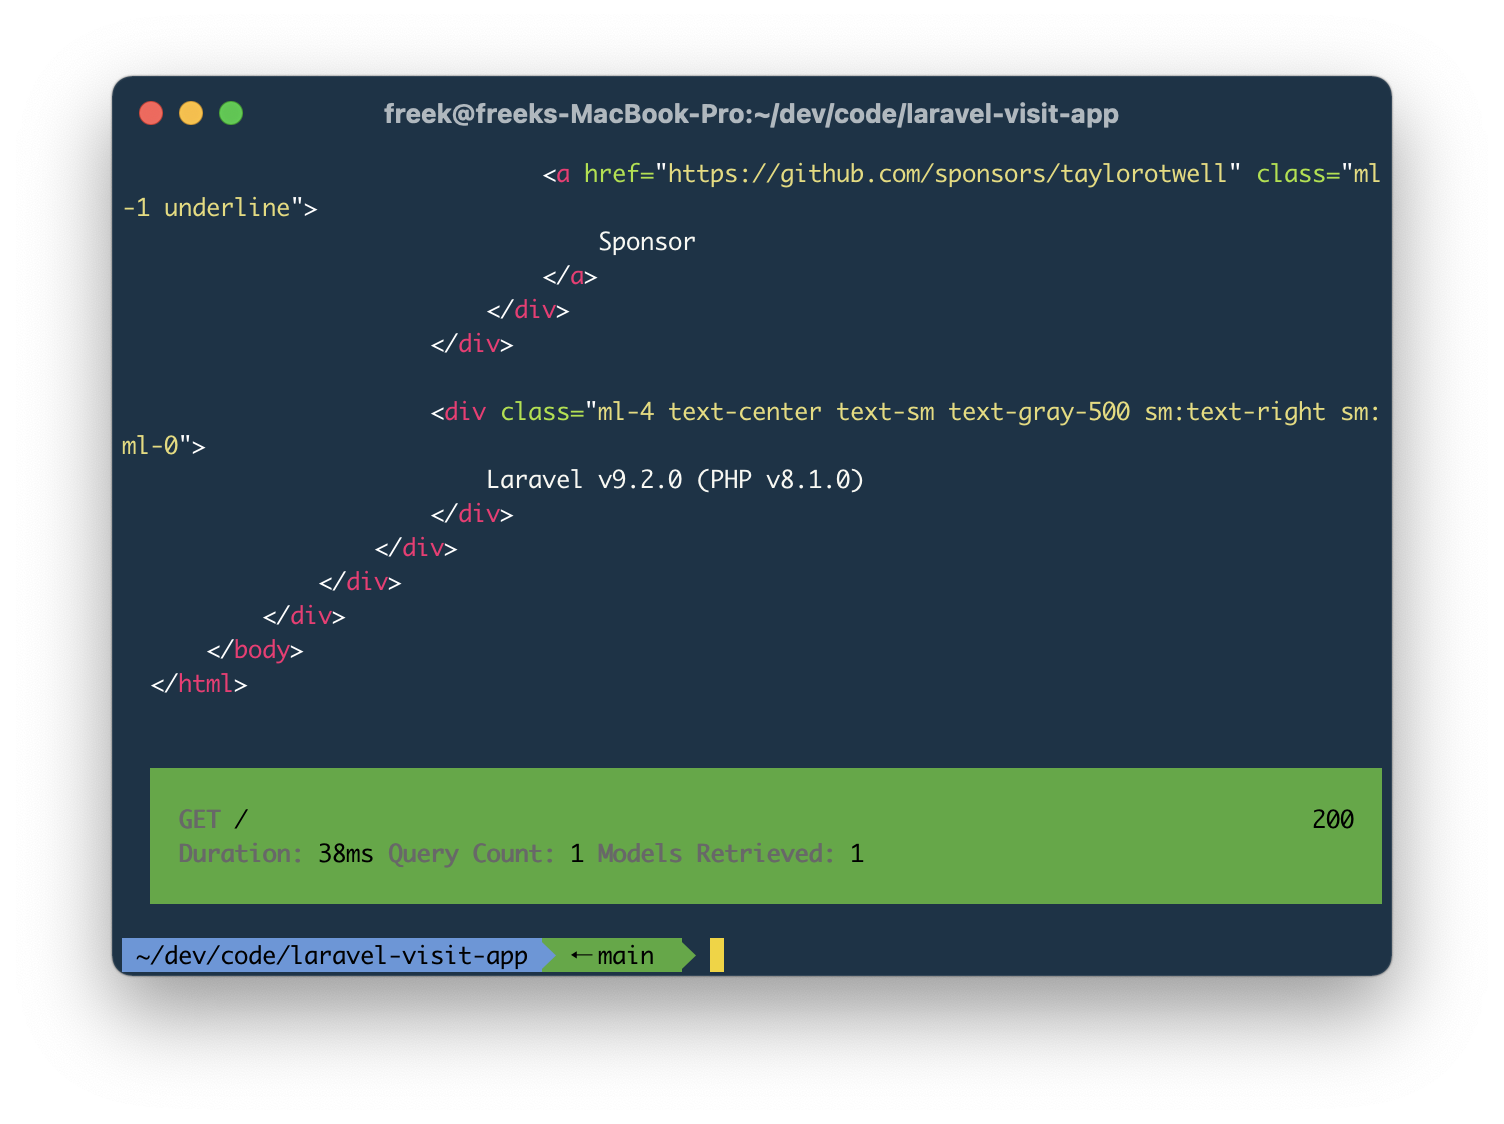 freek@freeks-MacBook-Pro:~/dev/code/laravel-visit-app
<a href="https://github.com/sponsors/taylorotwell" class="ml
-1 underline">
Sponsor
</a>
</div>
</div>
<div class="ml-4 text-center text-sm text-gray-500 sm:text-right sm:
ml-0">
Laravel v9.2.0 (PHP v8.1.0)
</div>
</div>
</div>
</div>
</body>
</html>
GET / 200
Duration: 38ms Query Count: 1 Models Retrieved: 1
~/dev/code/laravel-visit-app ←main